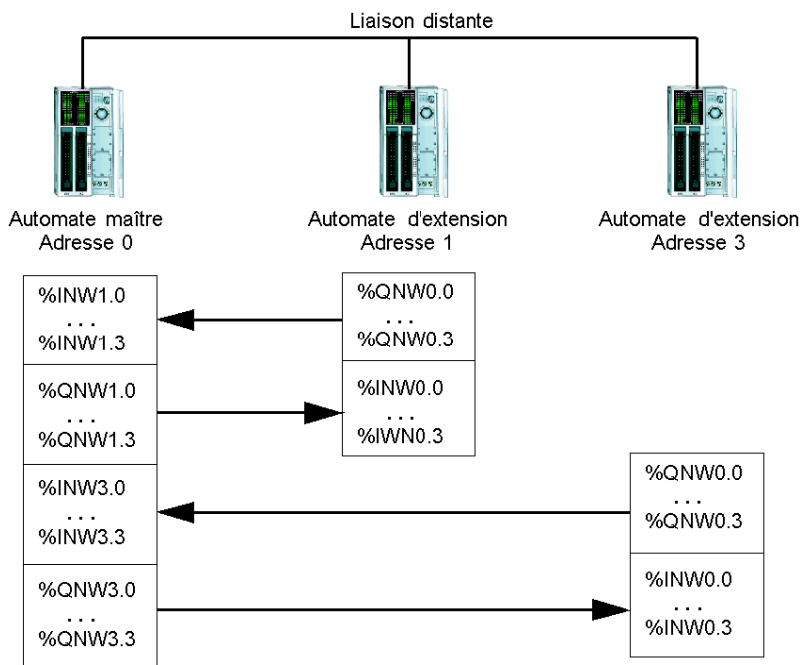 Liaison distante
Automate maître
Adresse 0
Automate d'extension
Adresse 1
Automate d'extension
Adresse 3
%INW1.0
...
%INW1.3
%QNW1.0
...
%QNW1.3
%INW3.0
...
%INW3.3
%QNW3.0
...
%QNW3.3
%QNW0.0
...
%QNW0.3
%INW0.0
...
%IWN0.3
%QNW0.0
...
%QNW0.3
%INW0.0
...
%INW0.3